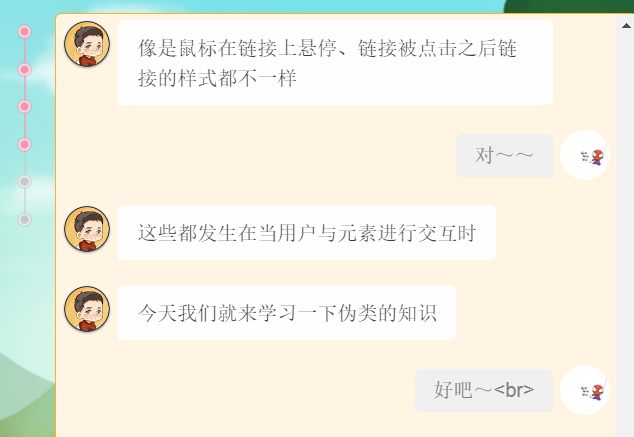 像是鼠标在链接上悬停、链接被点击之后链
接的样式都不一样
对～～
这些都发生在当用户与元素进行交互时
今天我们就来学习一下伪类的知识
好吧～<br>